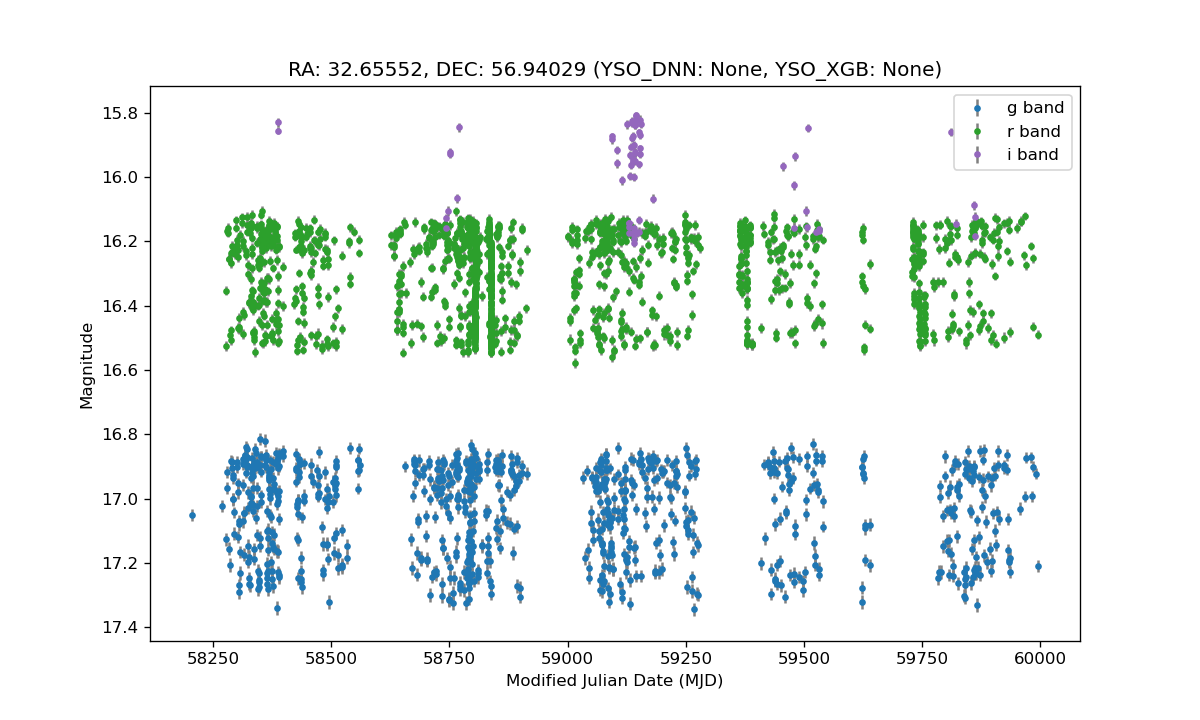 RA: 32.65552, DEC: 56.94029 (YSO_DNN: None, YSO_XGB: None)
g band
r band
i band
15.8
16.0
16.2
16.4
16.6
16.8
17.0
17.2
17.4
Magnitude
58250 58500 58750 59000 59250 59500 59750 60000
Modified Julian Date (MJD)